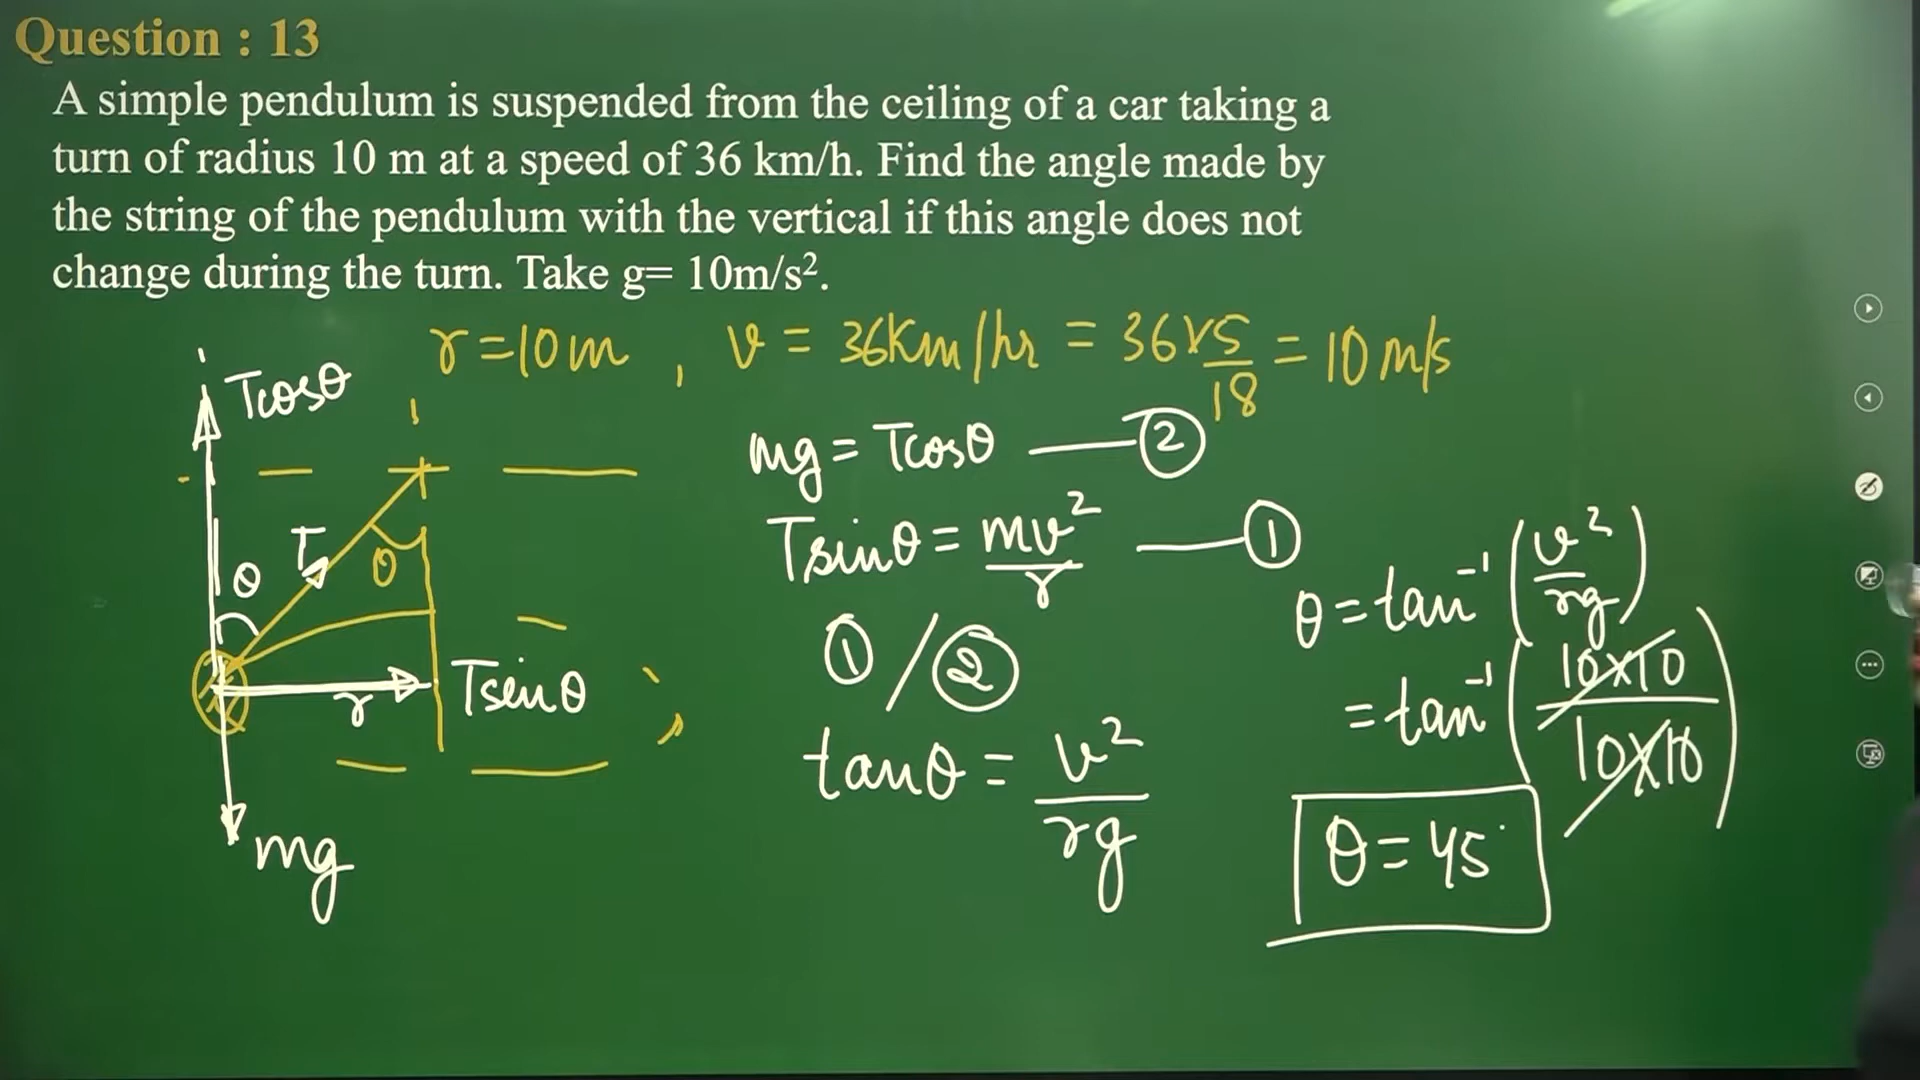 Question : 13
A simple pendulum is suspended from the ceiling of a car taking a
turn of radius 10 m at a speed of 36 km/h. Find the angle made by
the string of the pendulum with the vertical if this angle does not
change during the turn. Take g= 10m/s².
r=10m , v = 36Km/hr = 36×5/18 = 10 m/s
Tcosθ
mg = Tcosθ —— ②
T
θ
θ
Tsinθ = mv²/r —— ①
θ = tan⁻¹(v²/rg)
①/②
= tan⁻¹(10×10/10×10)
r
Tsinθ
tanθ = v²/rg
θ = 45°
mg